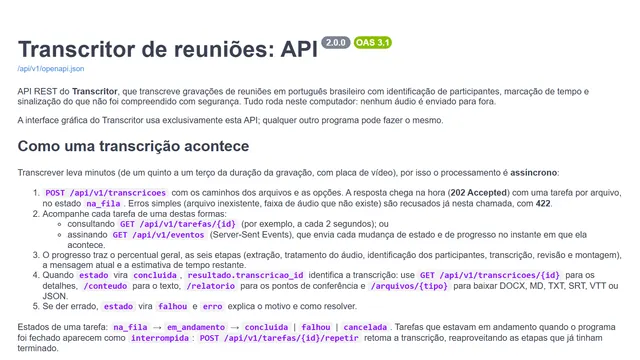 Transcritor de reuniões: API 2.0.0 OAS 3.1
/api/v1/openapi.json
API REST do Transcritor, que transcreve gravações de reuniões em português brasileiro com identificação de participantes, marcação de tempo e
sinalização do que não foi compreendido com segurança. Tudo roda neste computador: nenhum áudio é enviado para fora.
A interface gráfica do Transcritor usa exclusivamente esta API; qualquer outro programa pode fazer o mesmo.
Como uma transcrição acontece
Transcrever leva minutos (de um quinto a um terço da duração da gravação, com placa de vídeo), por isso o processamento é assíncrono:
1. POST /api/v1/transcricoes com os caminhos dos arquivos e as opções. A resposta chega na hora (202 Accepted) com uma tarefa por arquivo,
no estado na_fila. Erros simples (arquivo inexistente, faixa de áudio que não existe) são recusados já nesta chamada, com 422.
2. Acompanhe cada tarefa de uma destas formas:
○ consultando GET /api/v1/tarefas/{id} (por exemplo, a cada 2 segundos); ou
○ assinando GET /api/v1/eventos (Server-Sent Events), que envia cada mudança de estado e de progresso no instante em que ela
acontece.
3. O progresso traz o percentual geral, as seis etapas (extração, tratamento do áudio, identificação dos participantes, transcrição, revisão e montagem),
a mensagem atual e a estimativa de tempo restante.
4. Quando estado vira concluida, resultado.transcricao_id identifica a transcrição: use GET /api/v1/transcricoes/{id} para os
detalhes, /conteudo para o texto, /relatorio para os pontos de conferência e /arquivos/{tipo} para baixar DOCX, MD, TXT, SRT, VTT ou
JSON.
5. Se der errado, estado vira falhou e erro explica o motivo e como resolver.
Estados de uma tarefa: na_fila → em_andamento → concluida | falhou | cancelada. Tarefas que estavam em andamento quando o programa
foi fechado aparecem como interrompida: POST /api/v1/tarefas/{id}/repetir retoma a transcrição, reaproveitando as etapas que já tinham
terminado.